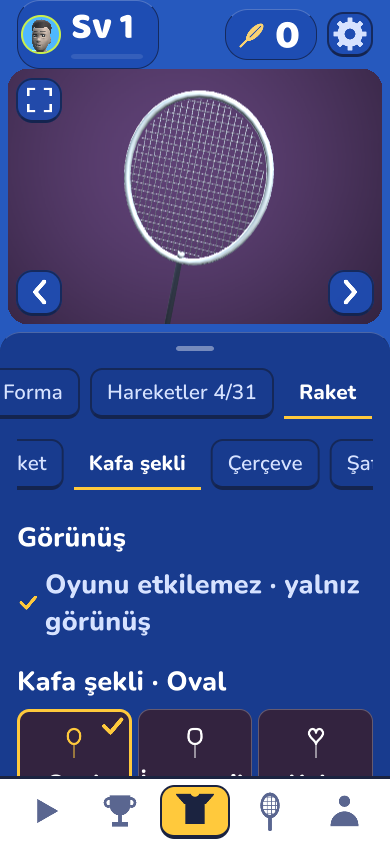 Sv 1
0
Forma
Hareketler 4/31
Raket
ket
Kafa şekli
Çerçeve
Görünüş
Oyunu etkilemez · yalnız
görünüş
Kafa şekli · Oval